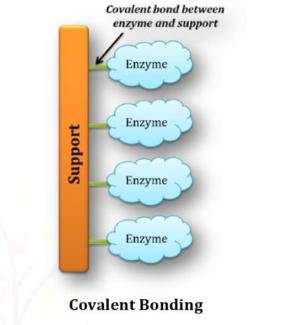 Covalent bond between
enzyme and support
Enzyme
Enzyme
Support
Enzyme
Enzyme
Covalent Bonding